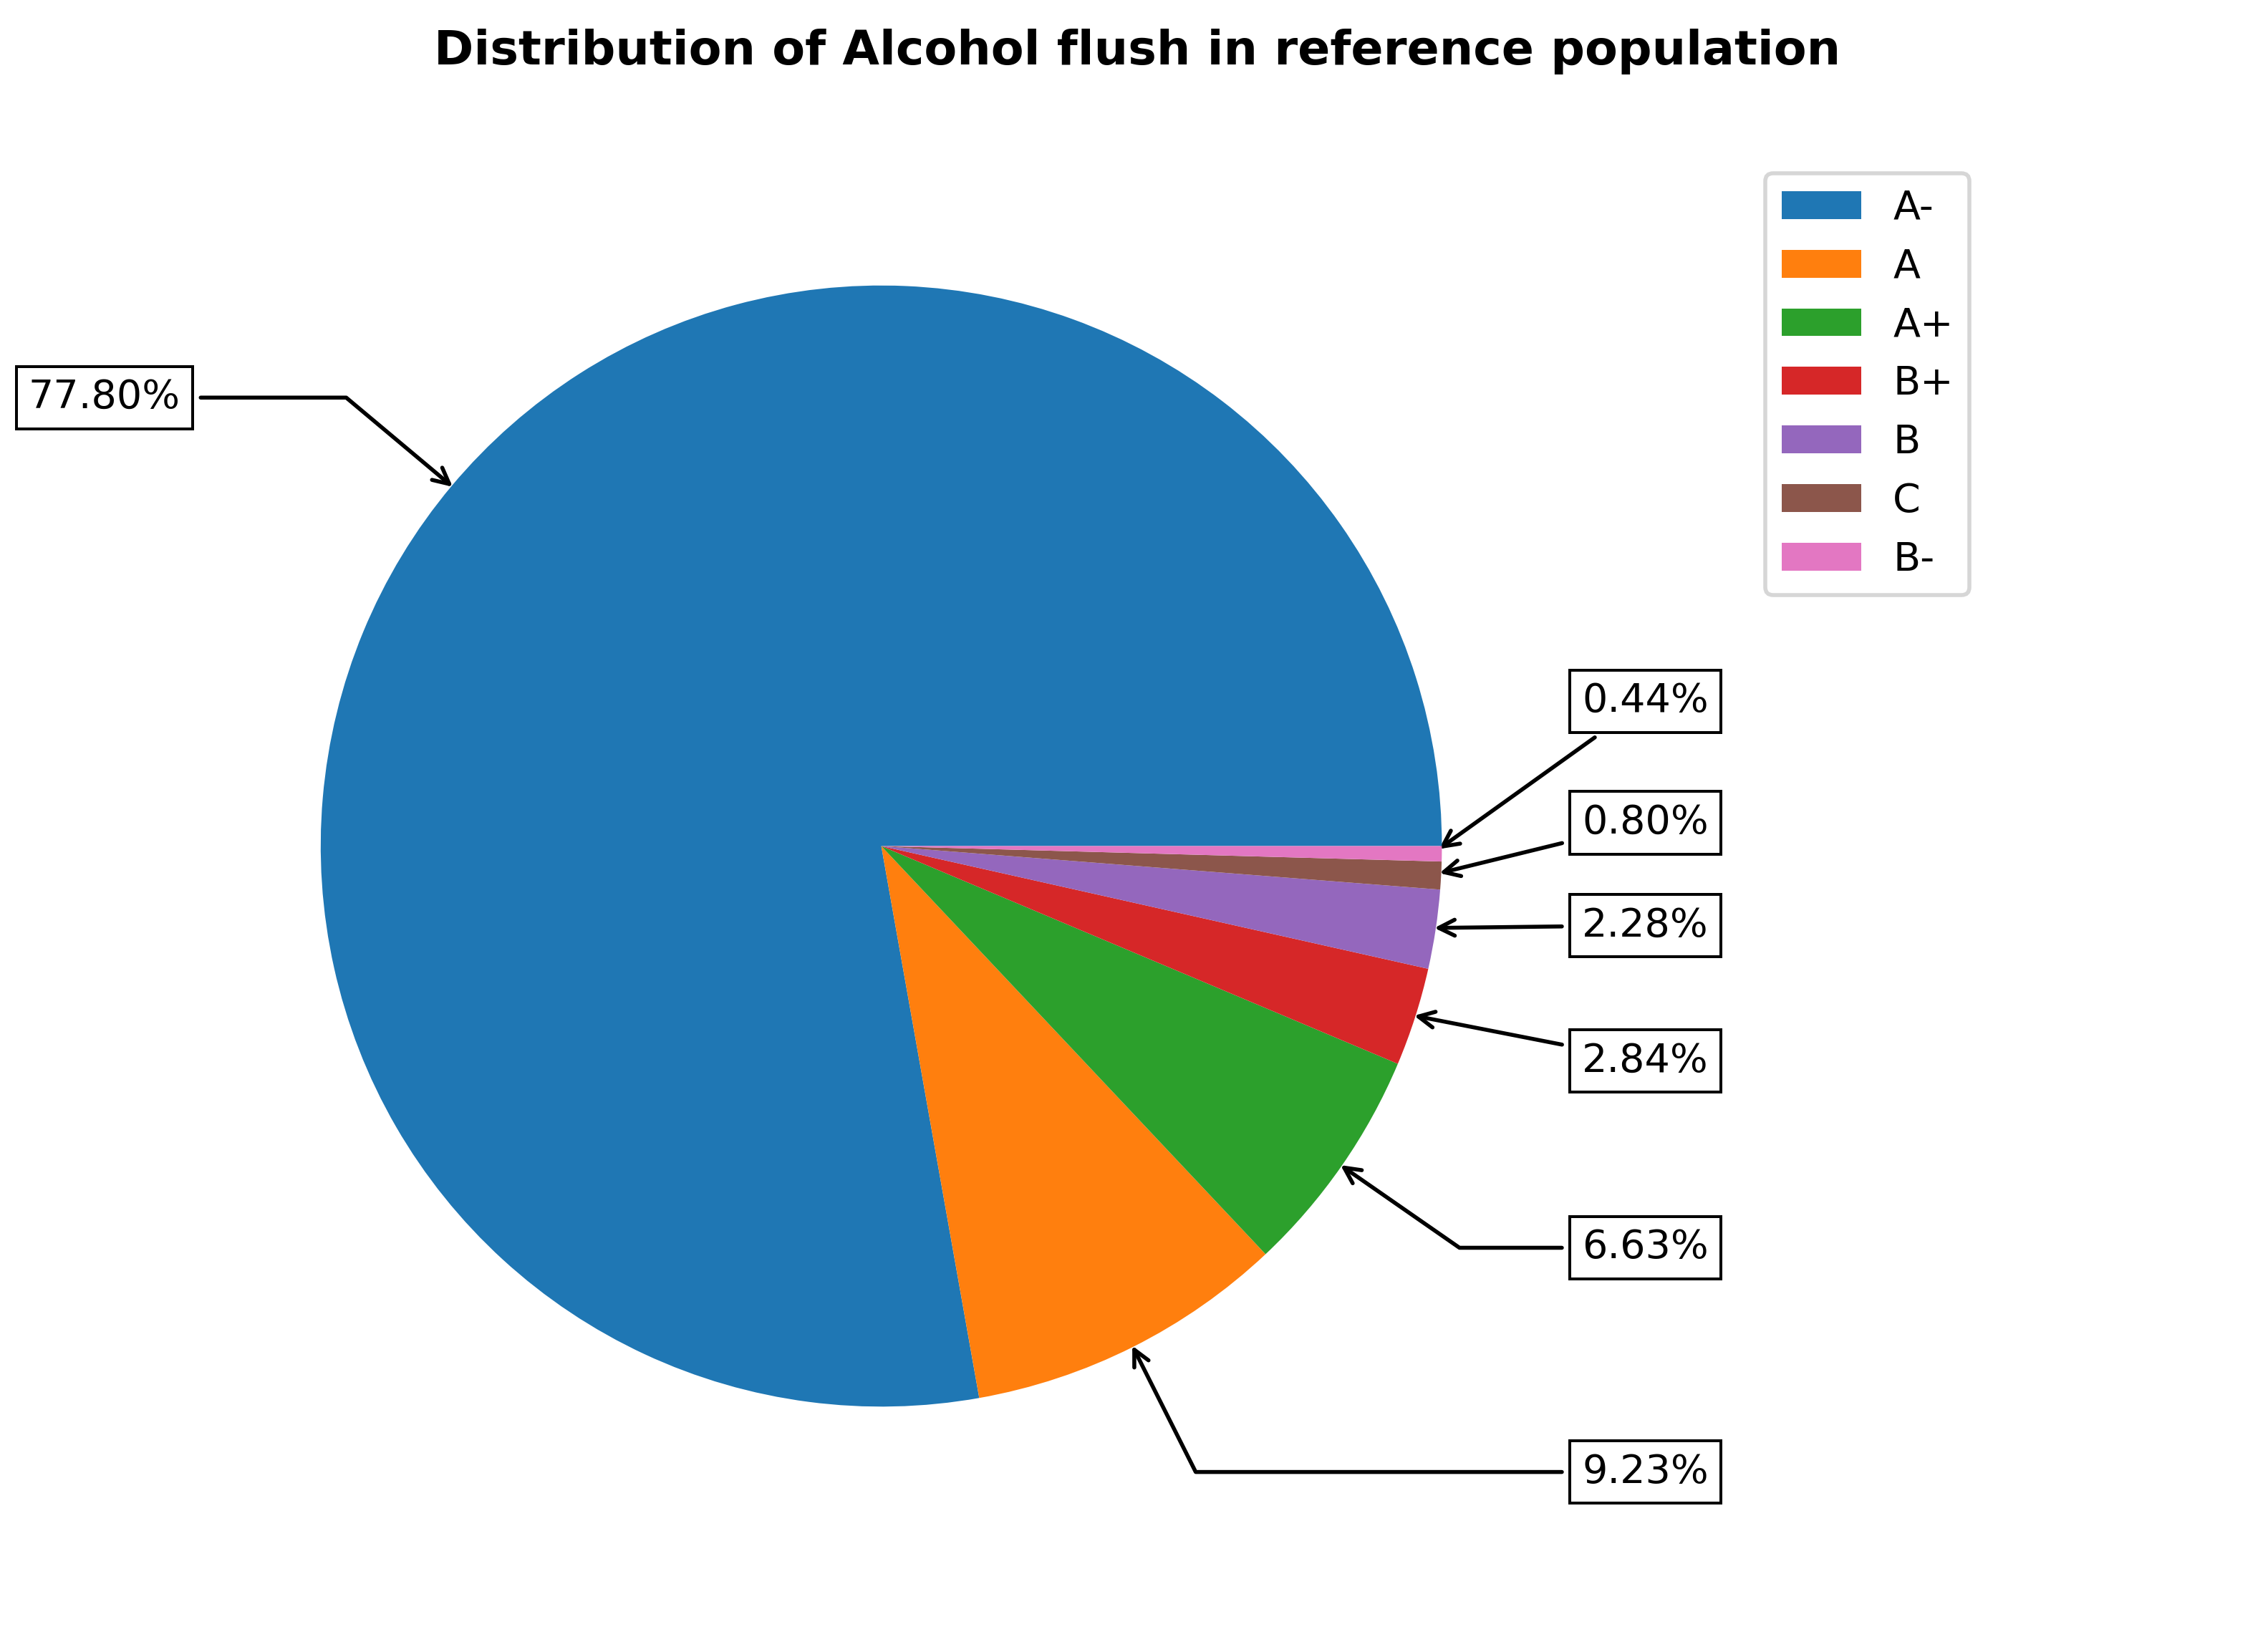 Distribution of Alcohol flush in reference population
A-
A
A+
B+
B
C
B-
77.80%
0.44%
0.80%
2.28%
2.84%
6.63%
9.23%